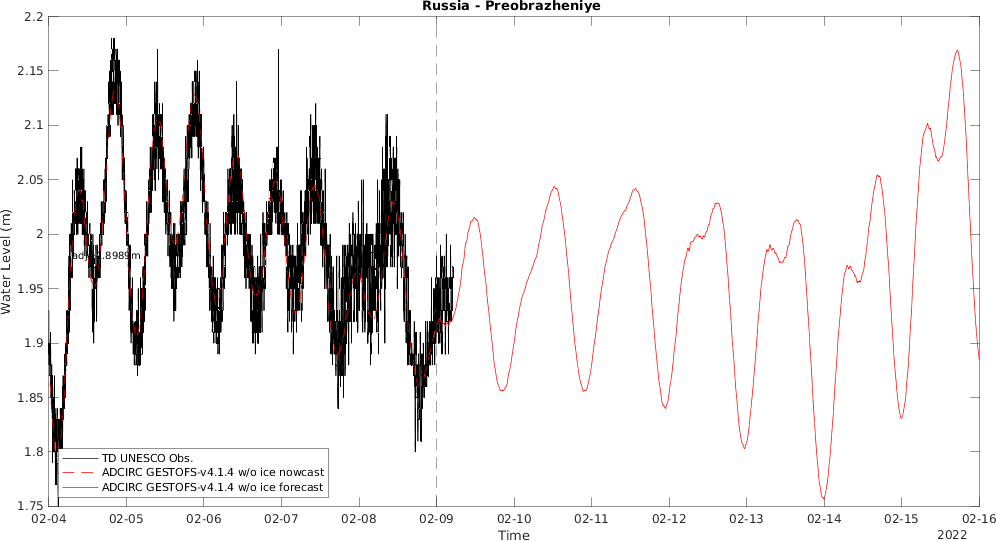 Russia - Preobrazheniye
2.2
2.15
2.1
2.05
2
1.95
1.9
1.85
1.8
1.75
Water Level (m)
TD UNESCO Obs.
ADCIRC GESTOFS-v4.1.4 w/o ice nowcast
ADCIRC GESTOFS-v4.1.4 w/o ice forecast
02-04 02-05 02-06 02-07 02-08 02-09 02-10 02-11 02-12 02-13 02-14 02-15 02-16
Time
2022